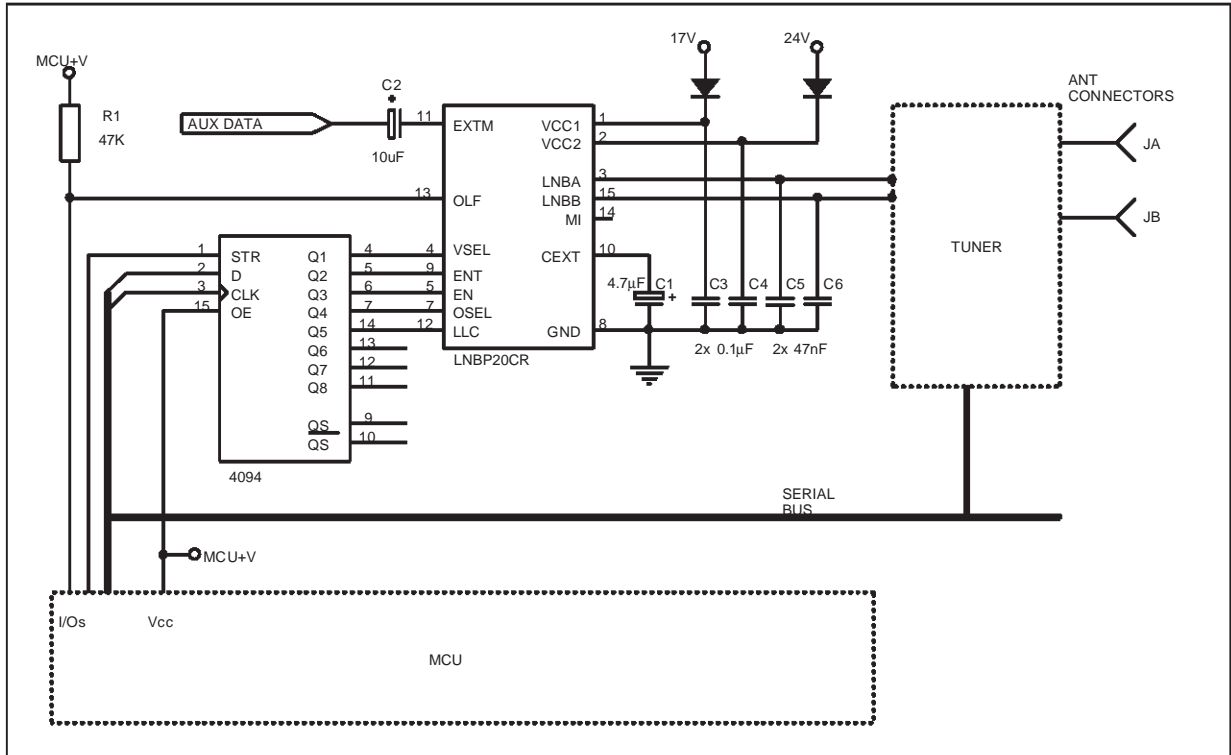 17V
24V
MCU+V
C2
+
ANT
CONNECTORS
R1
47K
AUX DATA
10uF
11
EXTM
VCC1
1
VCC2
2
JA
LNBA
3
13
OLF
LNBB
15
MI
14
JB
TUNER
1
STR
Q1
4
4
VSEL
CEXT
10
2
D
Q2
5
9
ENT
3
CLK
Q3
6
5
EN
4.7µF
C1
+
C3
C4
C5
C6
15
OE
Q4
7
7
OSEL
Q5
14
12
LLC
GND
8
Q6
13
LNBP20CR
2x 0.1µF
2x 47nF
Q7
12
Q8
11
QS
9
QS
10
4094
SERIAL
BUS
MCU+V
I/Os
Vcc
MCU